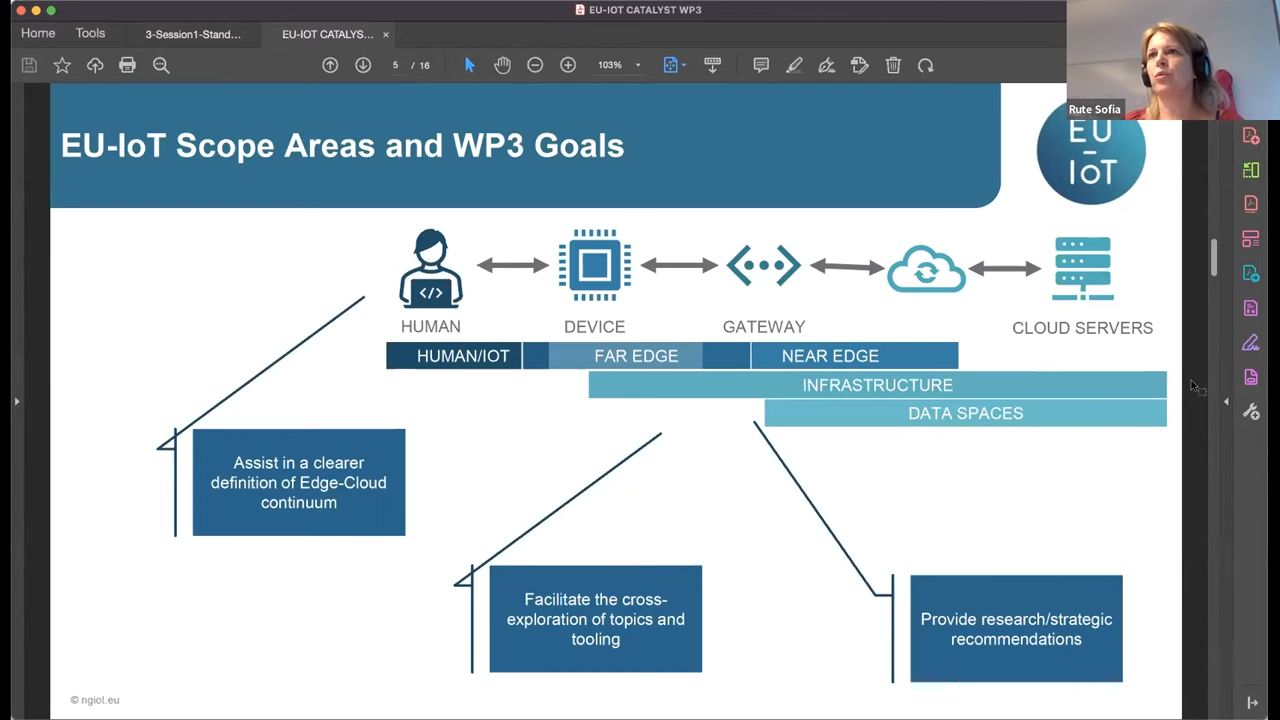 EU-IOT CATALYST WP3
Home
Tools
3-Session1-Stand...
EU-IOT CATALYS...
×
5 / 16
103%
Rute Sofia
EU-IoT Scope Areas and WP3 Goals
EU
-
IoT
HUMAN
DEVICE
GATEWAY
CLOUD SERVERS
HUMAN/IOT
FAR EDGE
NEAR EDGE
INFRASTRUCTURE
DATA SPACES
Assist in a clearer
definition of Edge-Cloud
continuum
Facilitate the cross-
exploration of topics and
tooling
Provide research/strategic
recommendations
© ngiot.eu